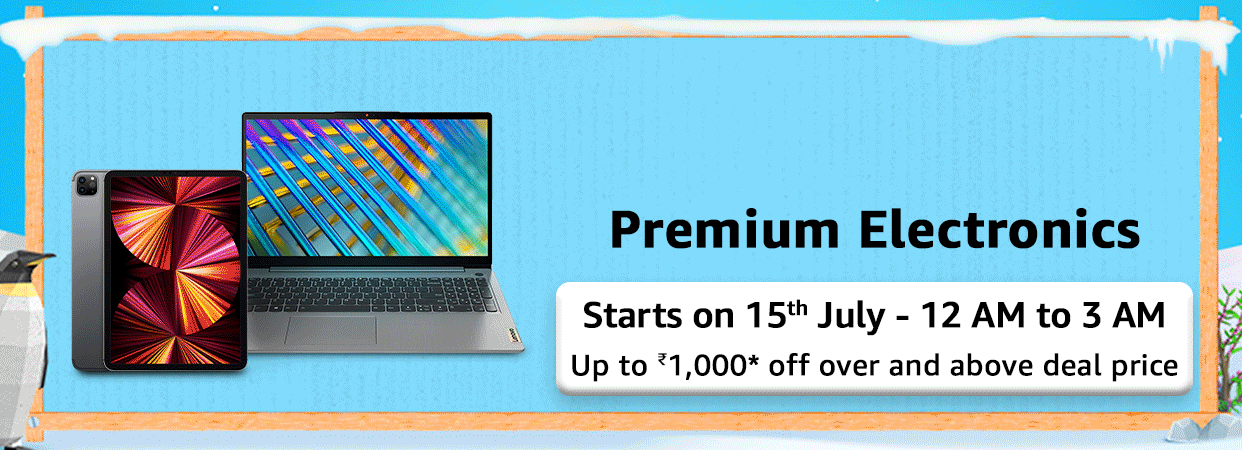 Premium Electronics
Starts on 15th July - 12 AM to 3 AM
Up to ₹1,000* off over and above deal price
Lenovo